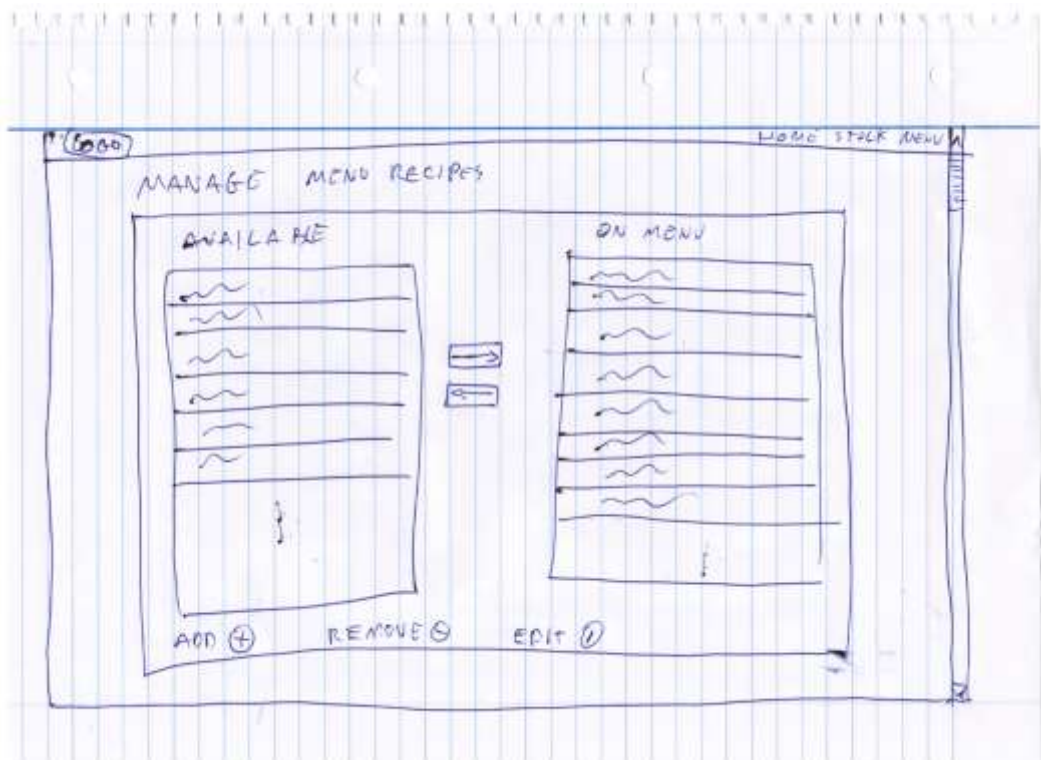 LOGO HOME STOCK MENU
MANAGE MENU RECIPES
AVAILABLE ON MENU
ADD REMOVE EDIT